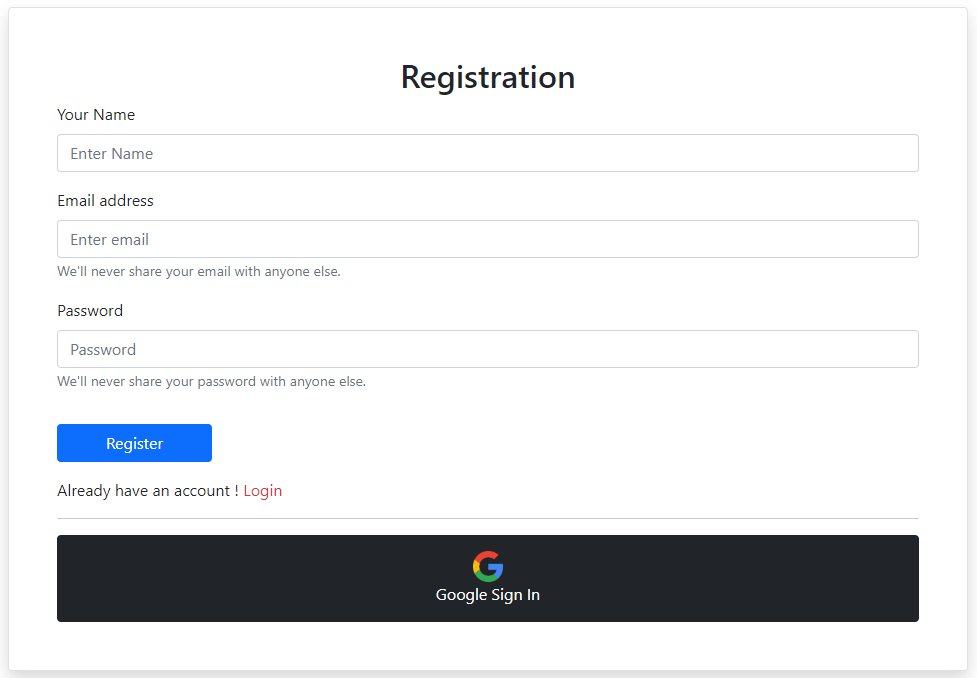 Registration
Your Name
Enter Name
Email address
Enter email
We'll never share your email with anyone else.
Password
Password
We'll never share your password with anyone else.
Register
Already have an account ! Login
Google Sign In